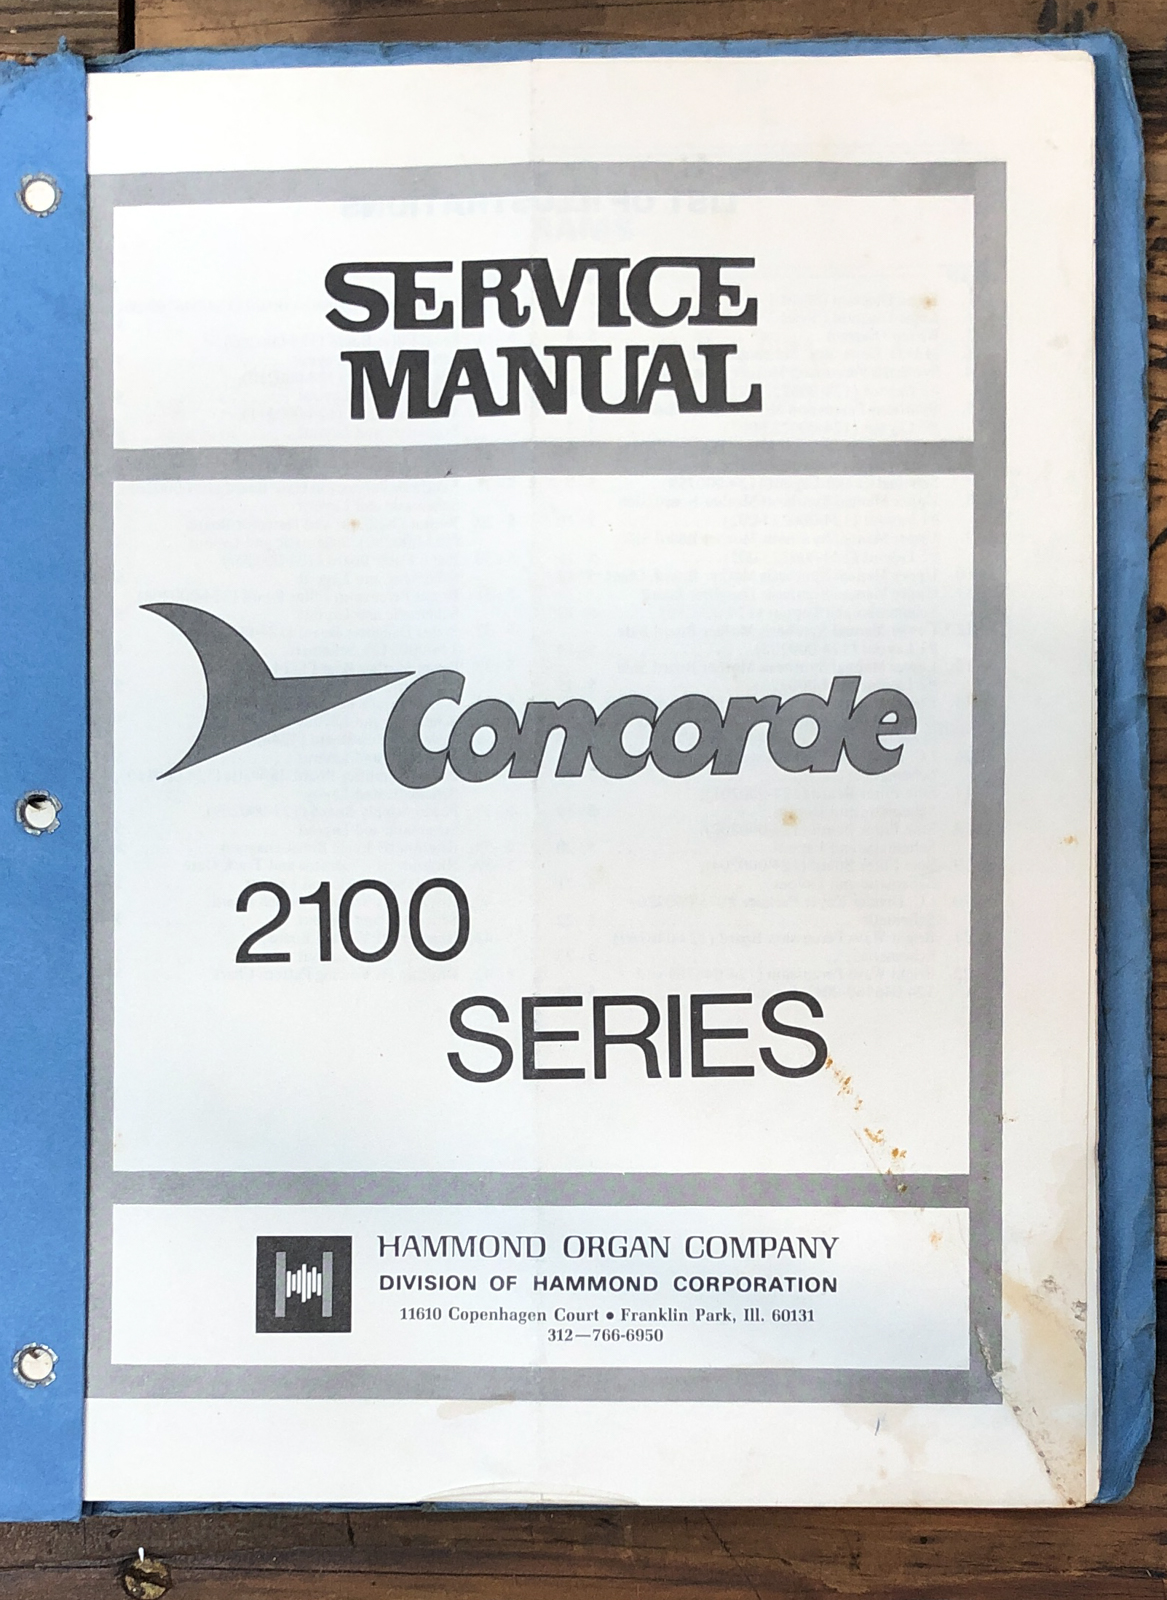 SERVICE
MANUAL
Concorde
2100
SERIES
HAMMOND ORGAN COMPANY
DIVISION OF HAMMOND CORPORATION
11610 Copenhagen Court • Franklin Park, Ill. 60131
312—766-6950